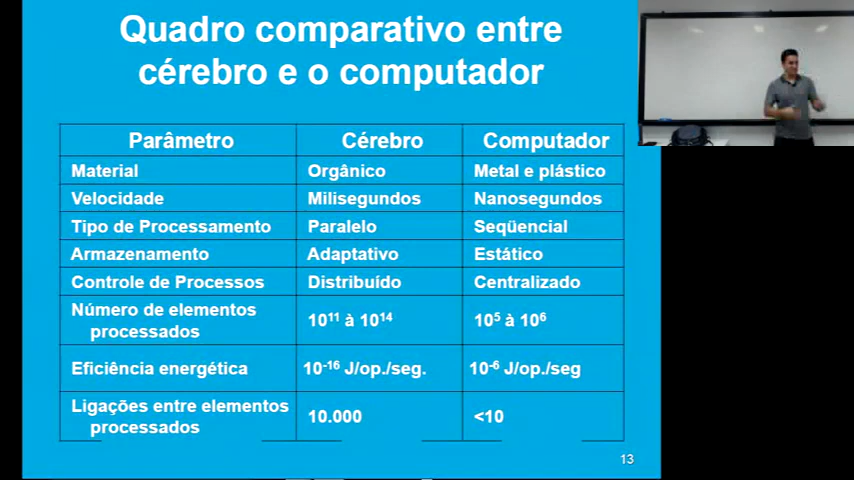 Quadro comparativo entre
cérebro e o computador
Parâmetro Cérebro Computador
Material Orgânico Metal e plástico
Velocidade Milisegundos Nanosegundos
Tipo de Processamento Paralelo Seqüencial
Armazenamento Adaptativo Estático
Controle de Processos Distribuído Centralizado
Número de elementos
processados 10¹¹ à 10¹⁴ 10⁵ à 10⁶
Eficiência energética 10⁻¹⁶ J/op./seg. 10⁻⁶ J/op./seg
Ligações entre elementos
processados 10.000 <10
13